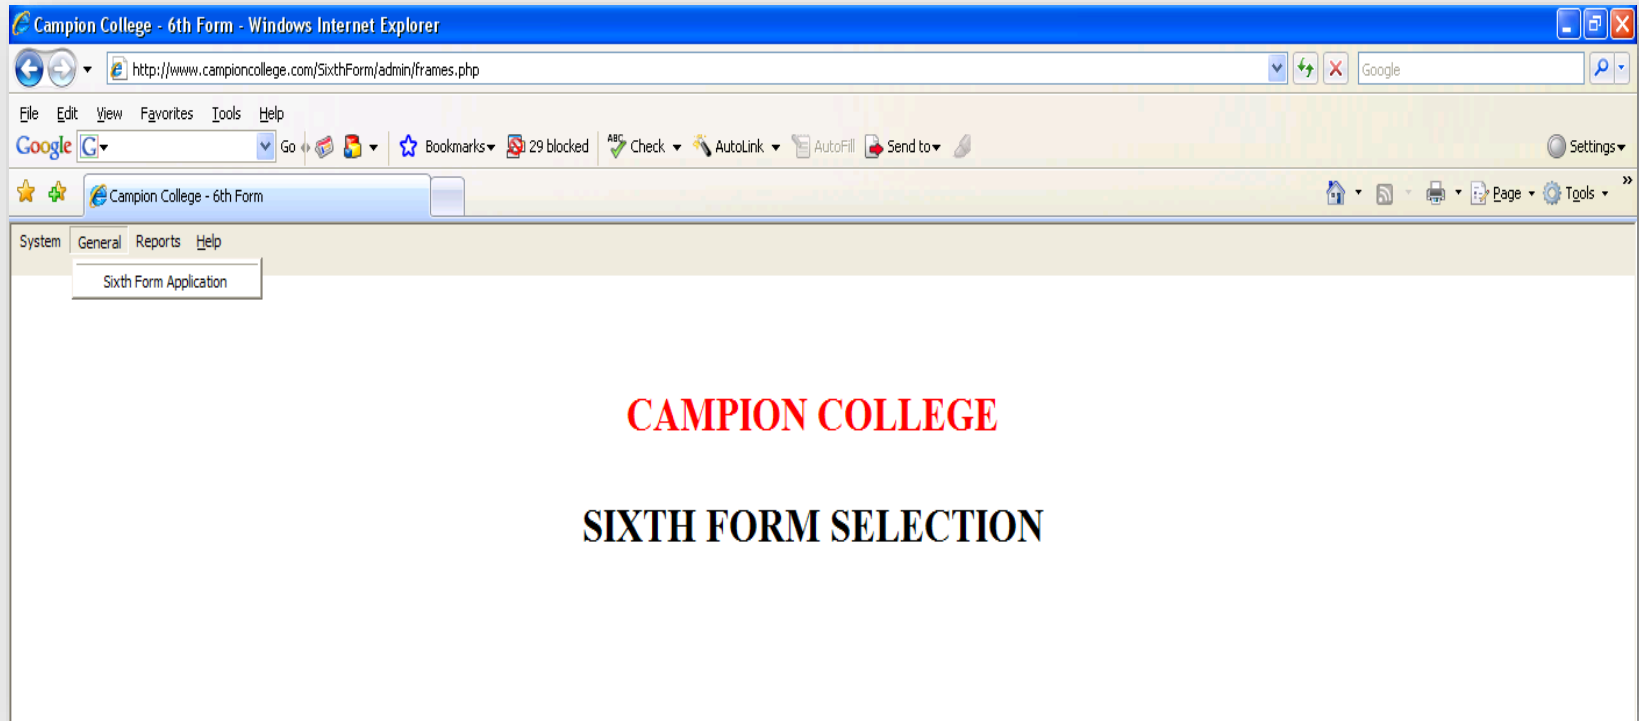 Campion College - 6th Form - Windows Internet Explorer
http://www.campioncollege.com/SixthForm/admin/frames.php
Google
File Edit View Favorites Tools Help
Google G Go Bookmarks 29 blocked ABC Check AutoLink AutoFill Send to Settings
Campion College - 6th Form Page Tools »
System General Reports Help
Sixth Form Application
CAMPION COLLEGE
SIXTH FORM SELECTION